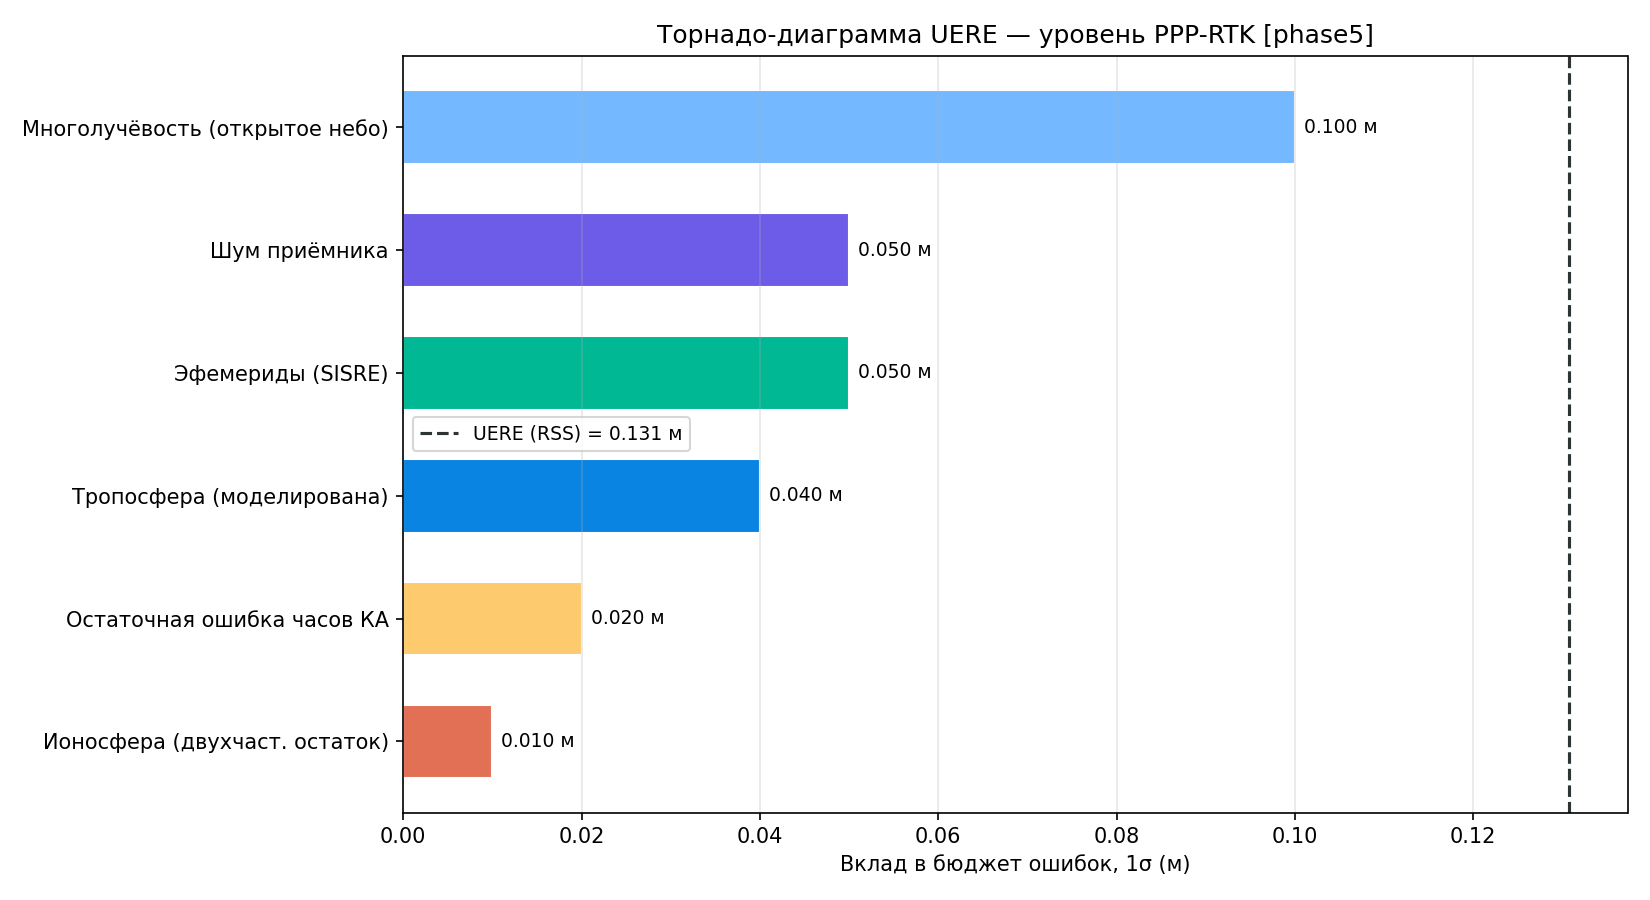 Торнадо-диаграмма UERE — уровень PPP-RTK [phase5]
Многолучёвость (открытое небо)
0.100 м
Шум приёмника
0.050 м
Эфемериды (SISRE)
0.050 м
UERE (RSS) = 0.131 м
Тропосфера (моделирована)
0.040 м
Остаточная ошибка часов КА
0.020 м
Ионосфера (двухчаст. остаток)
0.010 м
0.00 0.02 0.04 0.06 0.08 0.10 0.12
Вклад в бюджет ошибок, 1σ (м)